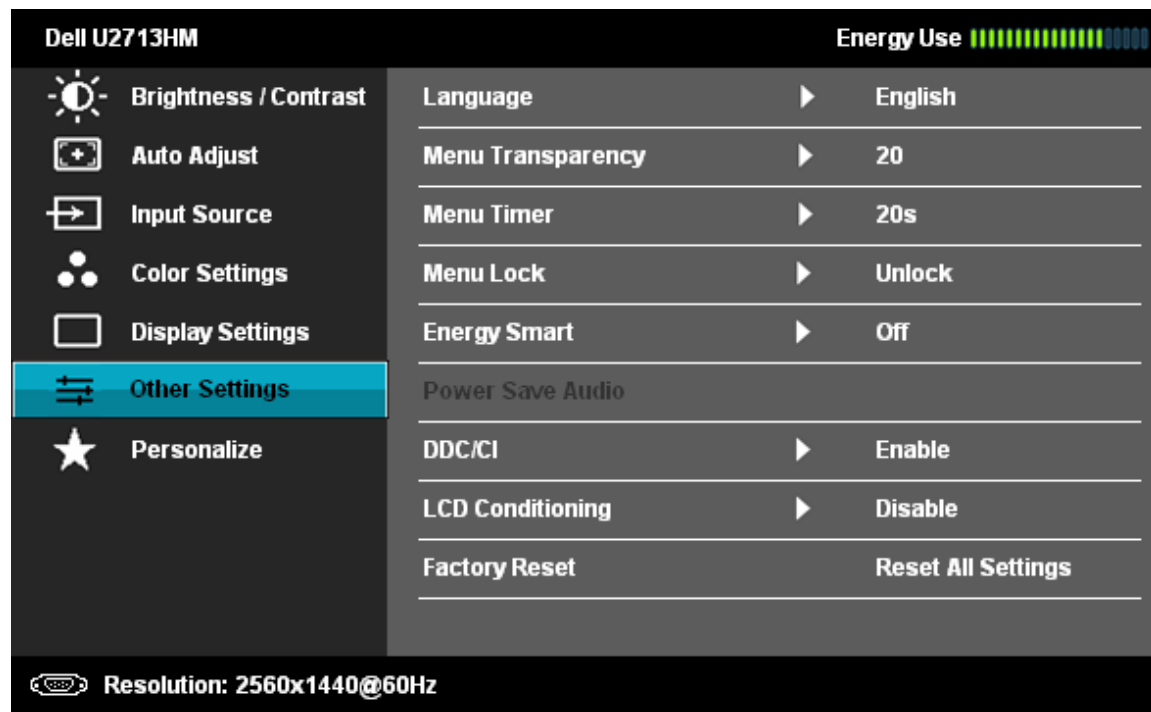 Dell U2713HM Energy Use
Brightness / Contrast
Auto Adjust
Input Source
Color Settings
Display Settings
Other Settings
Personalize
Language English
Menu Transparency 20
Menu Timer 20s
Menu Lock Unlock
Energy Smart Off
Power Save Audio
DDC/CI Enable
LCD Conditioning Disable
Factory Reset Reset All Settings
Resolution: 2560x1440@60Hz